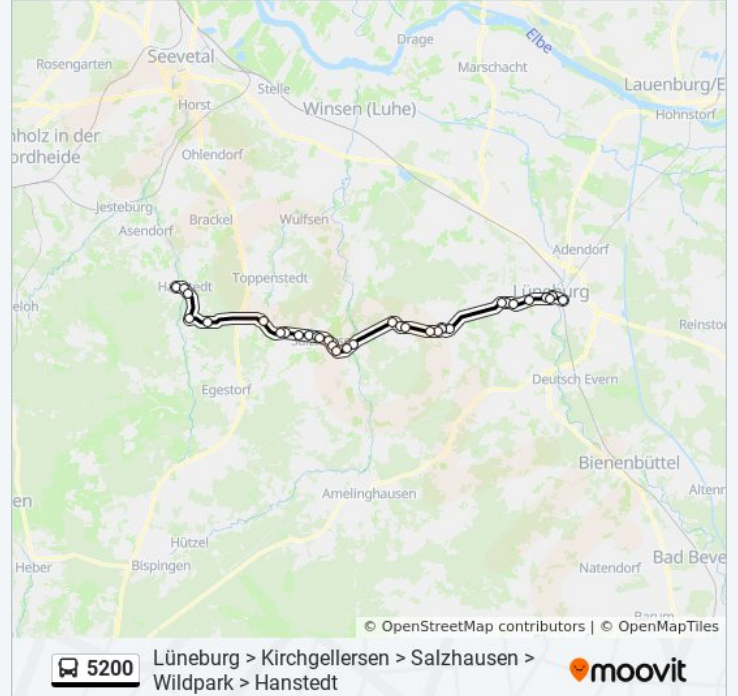 Drage
Elbe
Seevetal
Rosengarten
Marschacht
Stelle
Lauenburg/E
Horst
Winsen (Luhe)
Hohnstorf
nholz in der
ordheide
Ohlendorf
Jesteburg
Brackel
Wulfsen
Asendorf
Adendorf
Toppenstedt
Lüneburg
eloh
Reinsto
Deutsch Evern
Egestorf
Bienenbüttel
Amelinghausen
Altenr
en
Hützel
Bad Beve
Heber
Bispingen
Natendorf
Barum
© OpenStreetMap contributors | © OpenMapTiles
5200
Lüneburg > Kirchgellersen > Salzhausen >
Wildpark > Hanstedt
moovit